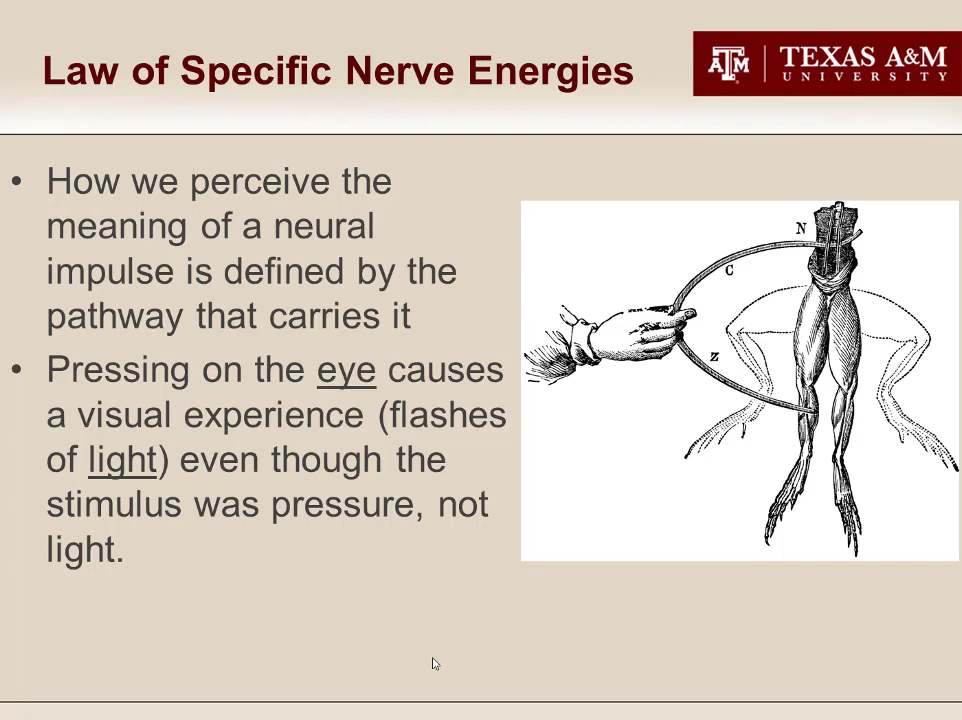 Law of Specific Nerve Energies
ATM
TEXAS A&M
UNIVERSITY
• How we perceive the
meaning of a neural
impulse is defined by the
pathway that carries it
• Pressing on the eye causes
a visual experience (flashes
of light) even though the
stimulus was pressure, not
light.
N
C
Z